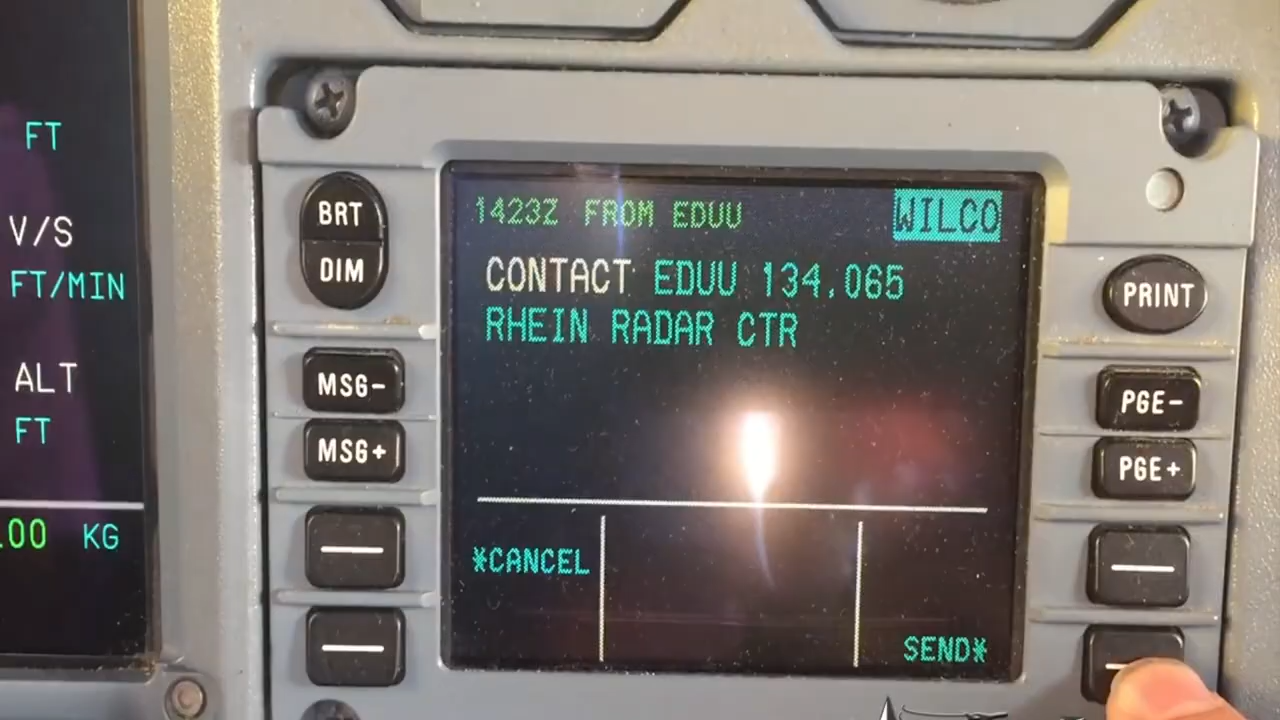 FT
V/S
FT/MIN
ALT
FT
.00 KG
BRT
DIM
MSG-
MSG+
1423Z FROM EDUU
WILCO
CONTACT EDUU 134.065
RHEIN RADAR CTR
*CANCEL
SEND*
PRINT
PGE-
PGE+